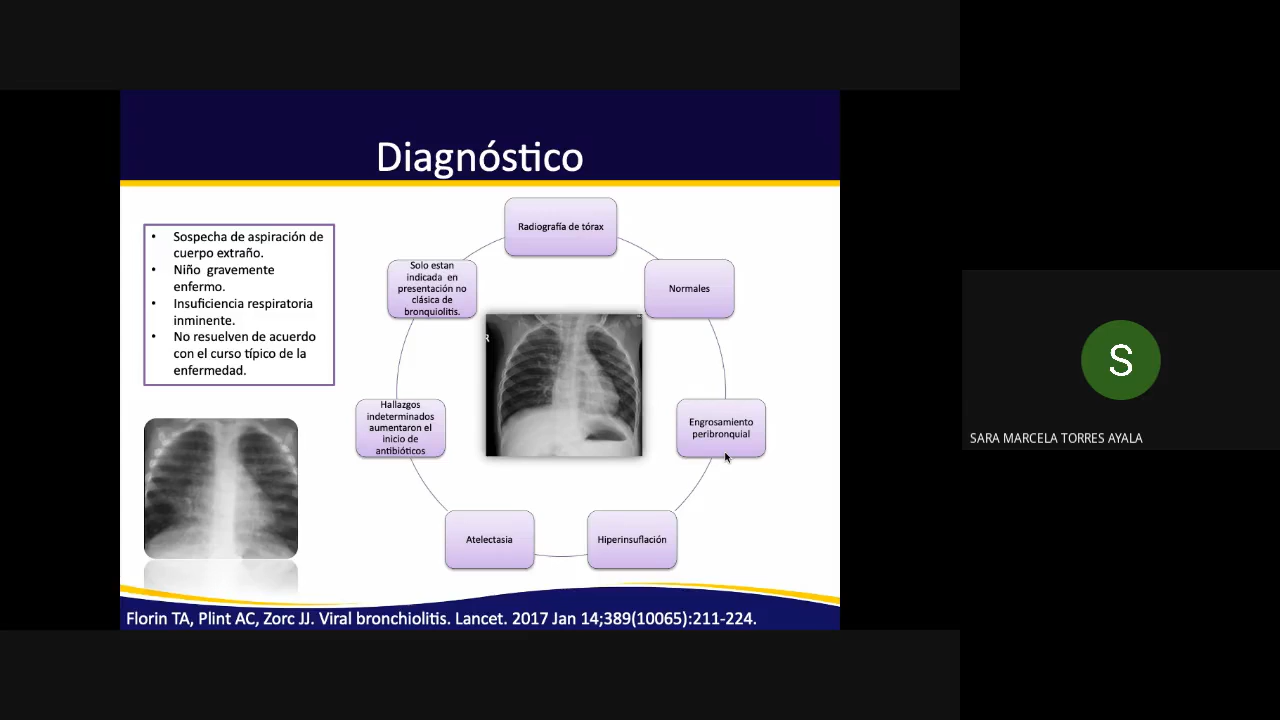 Diagnóstico
• Sospecha de aspiración de
cuerpo extraño.
• Niño gravemente
enfermo.
• Insuficiencia respiratoria
inminente.
• No resuelven de acuerdo
con el curso típico de la
enfermedad.
Radiografía de tórax
Normales
Engrosamiento
peribronquial
Hiperinsuflación
Atelectasia
Hallazgos
indeterminados
aumentaron el
inicio de
antibióticos
Solo estan
indicada en
presentación no
clásica de
bronquiolitis.
R
Florin TA, Plint AC, Zorc JJ. Viral bronchiolitis. Lancet. 2017 Jan 14;389(10065):211-224.
S
SARA MARCELA TORRES AYALA